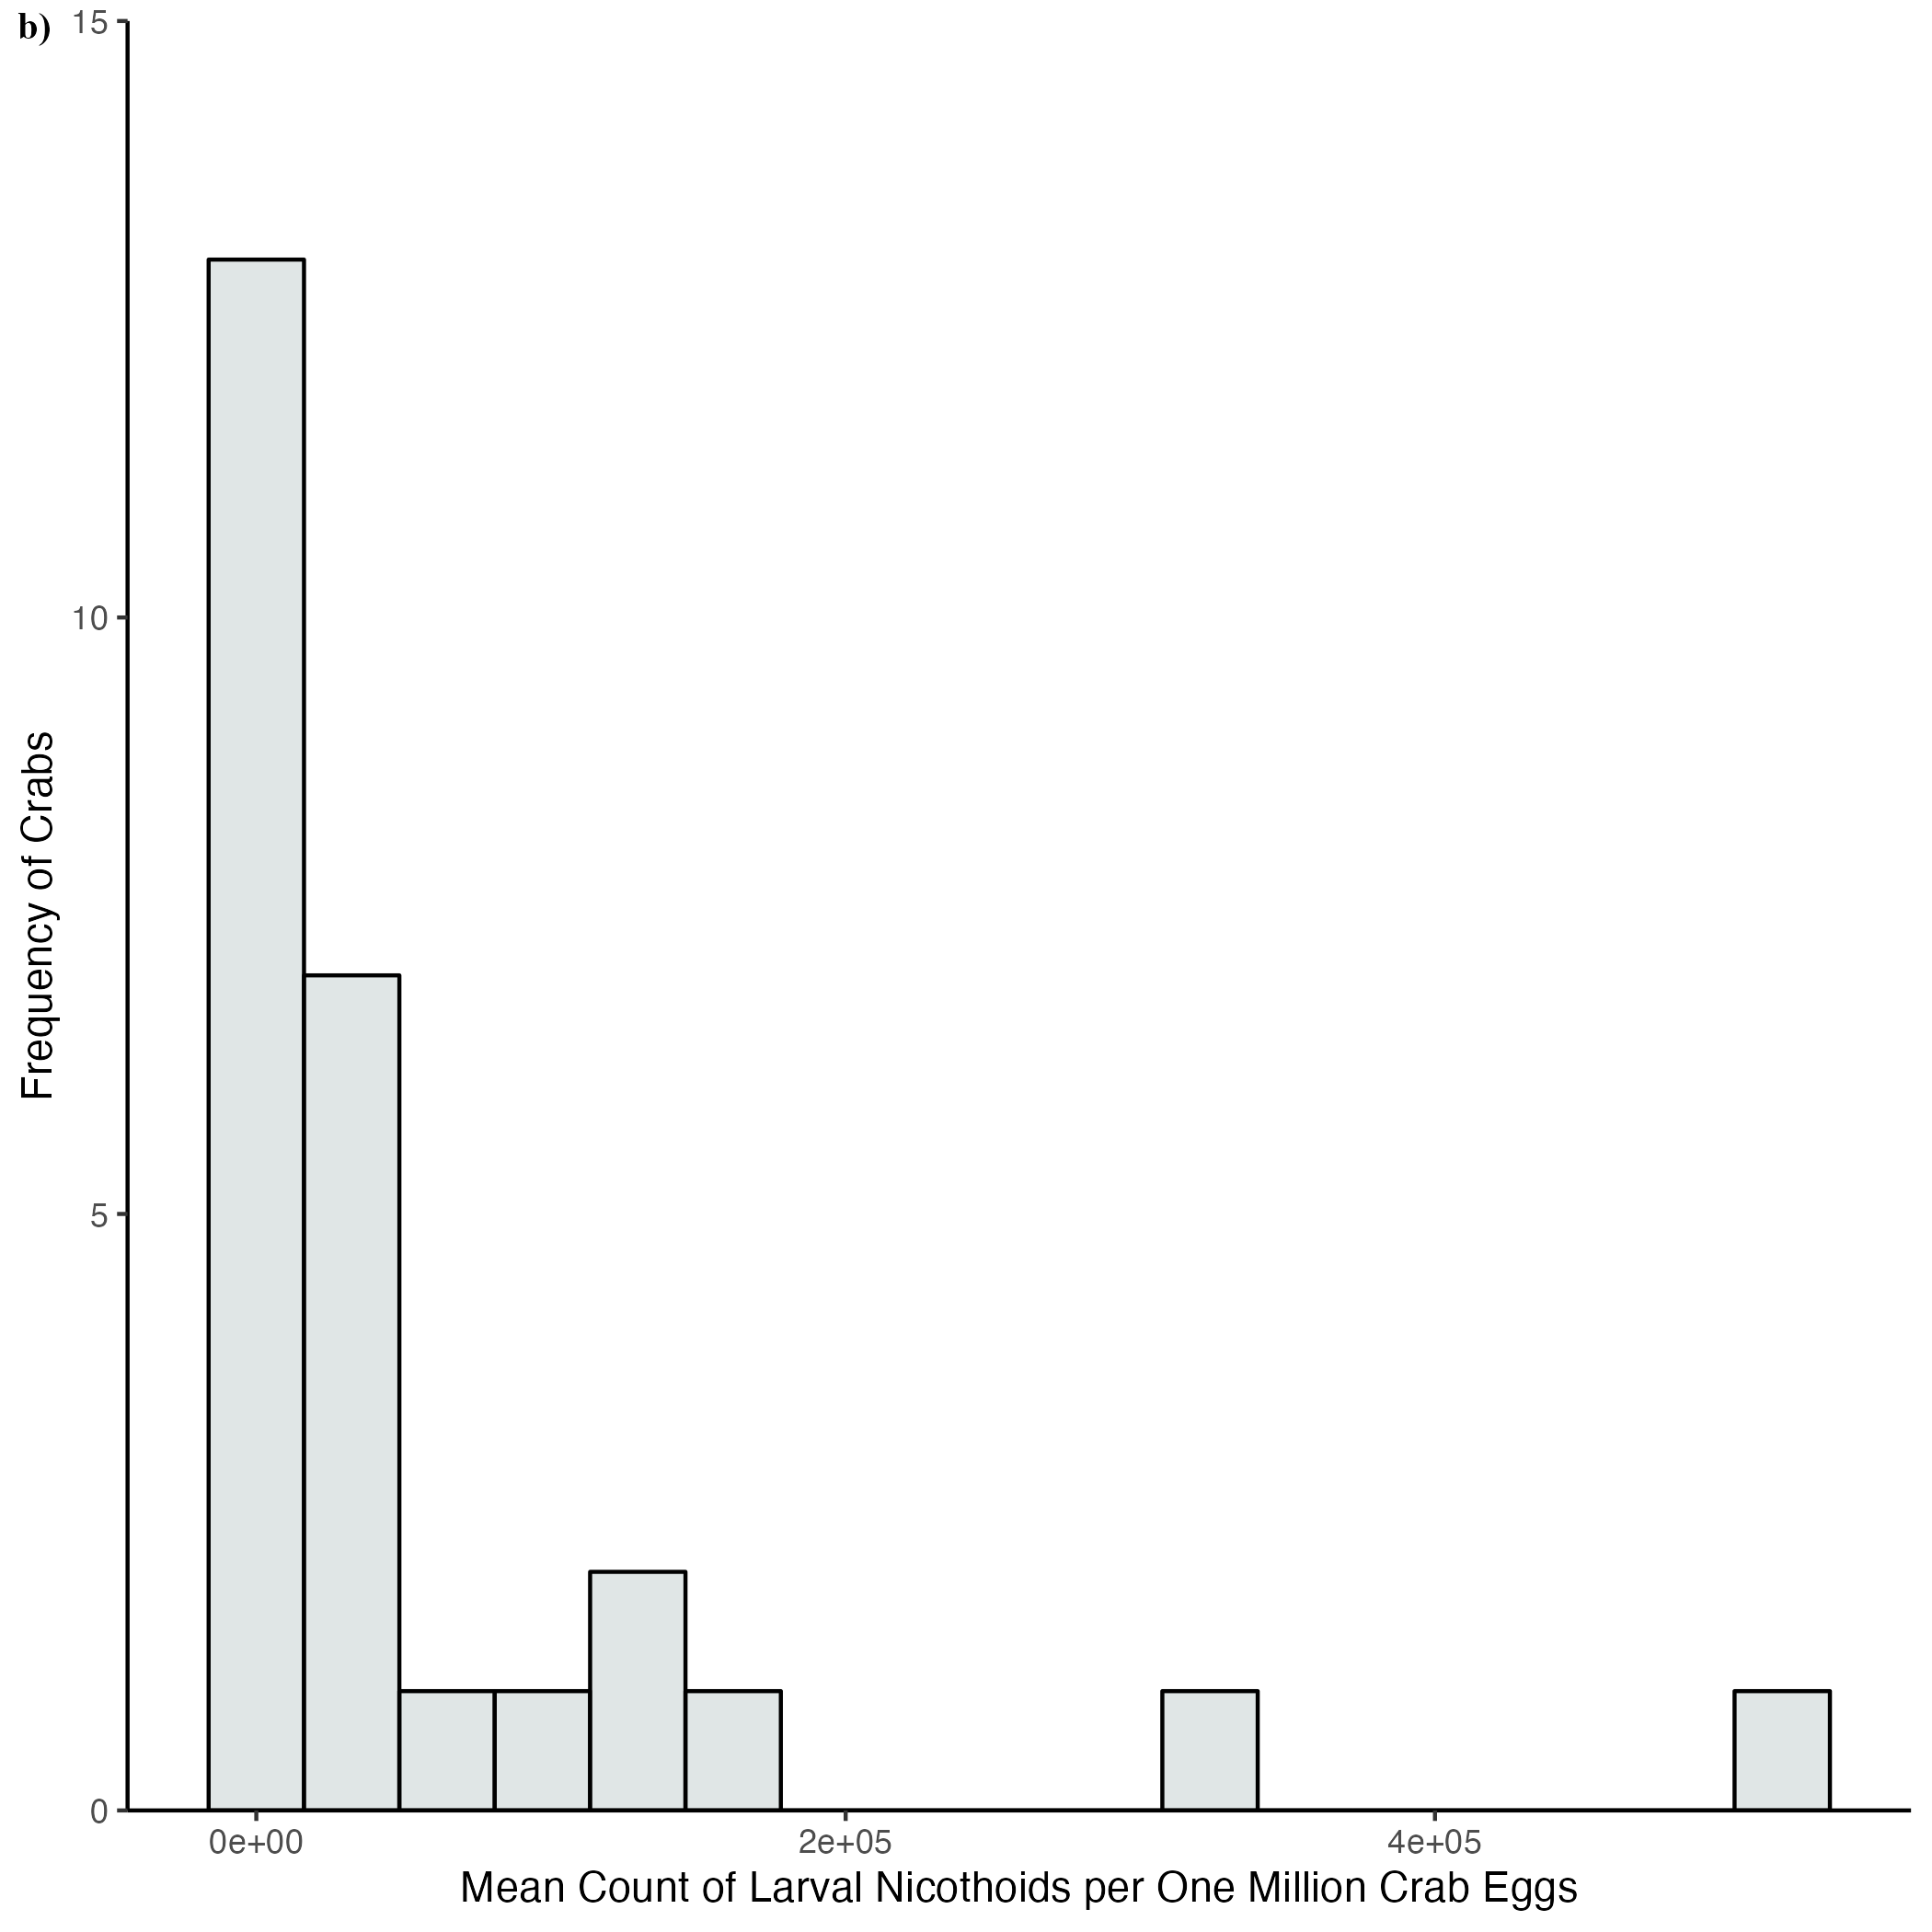 b)
15
10
5
0
Frequency of Crabs
0e+00 2e+05 4e+05
Mean Count of Larval Nicothoids per One Million Crab Eggs